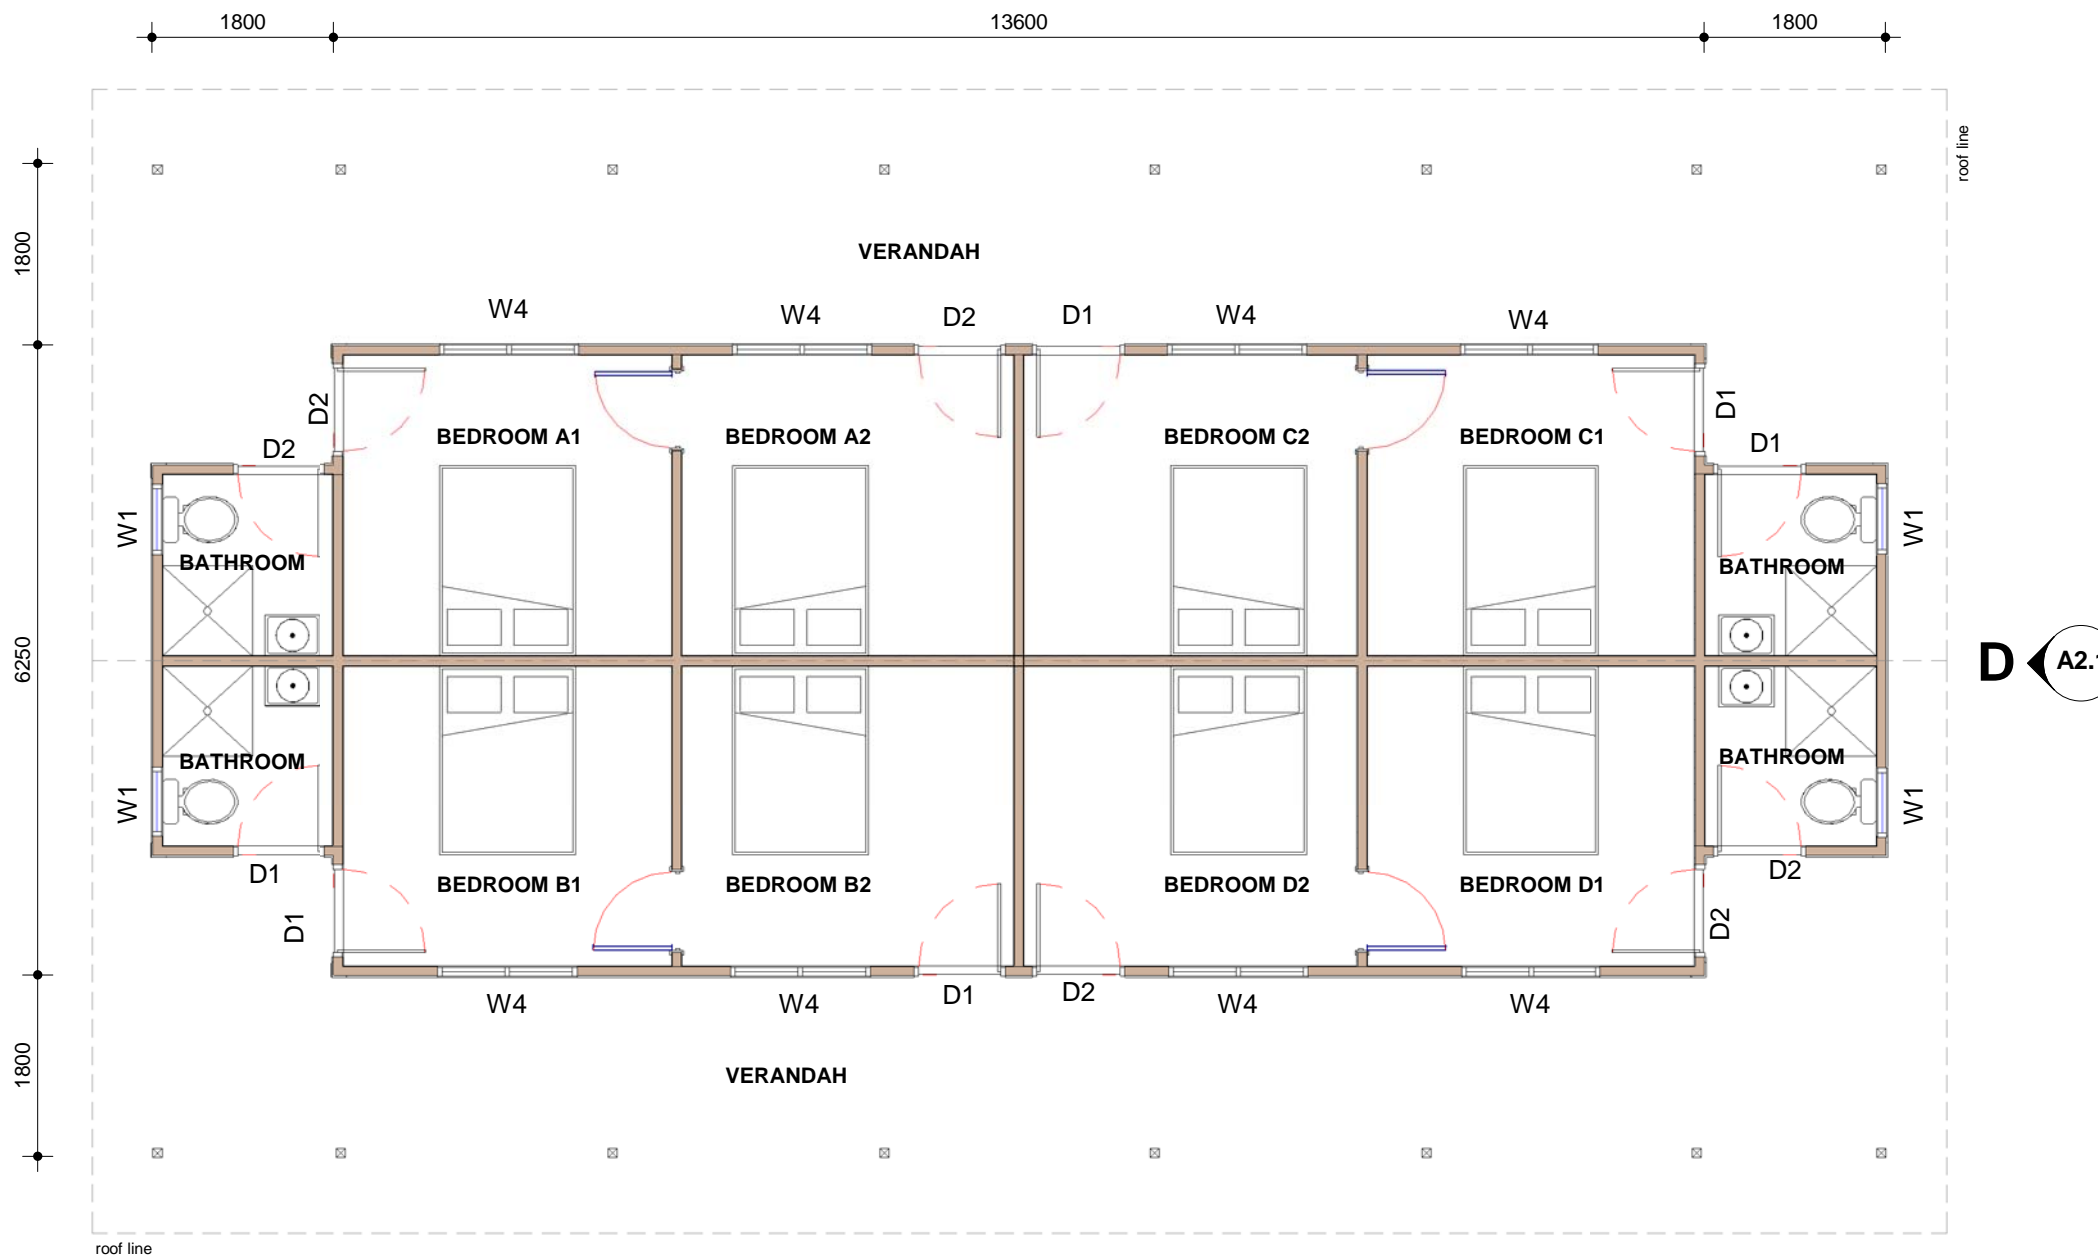 1800
13600
1800
roof line
1800
VERANDAH
W4
W4
D2
D1
W4
W4
D2
D1
D2
BEDROOM A1
BEDROOM A2
BEDROOM C2
BEDROOM C1
D1
W1
W1
BATHROOM
BATHROOM
6250
D
A2.1
BATHROOM
BATHROOM
W1
W1
D1
D2
BEDROOM B1
BEDROOM B2
BEDROOM D2
BEDROOM D1
D1
D2
W4
W4
D1
D2
W4
W4
1800
VERANDAH
roof line